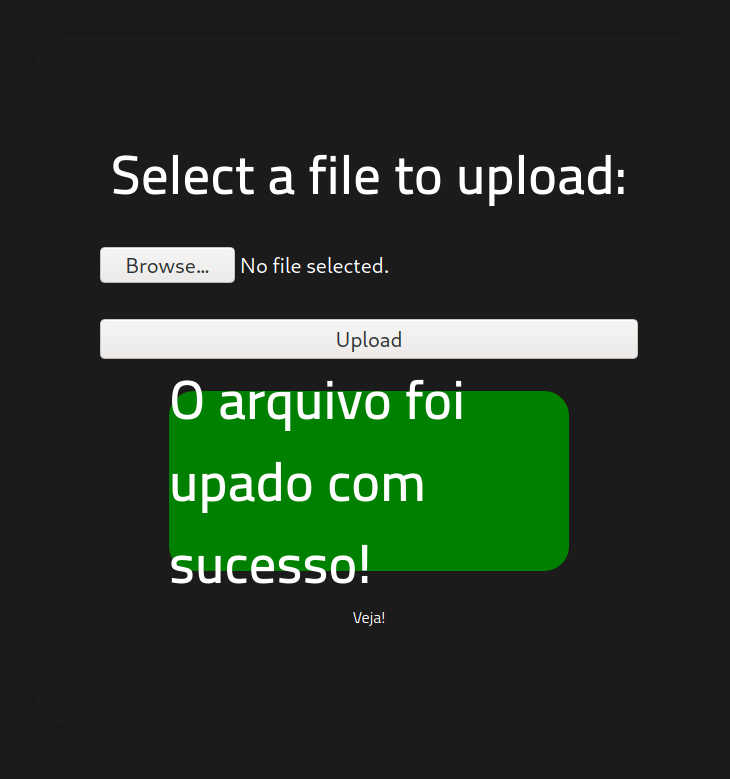 Select a file to upload:
Browse... No file selected.
Upload
O arquivo foi
upado com
sucesso!
Veja!